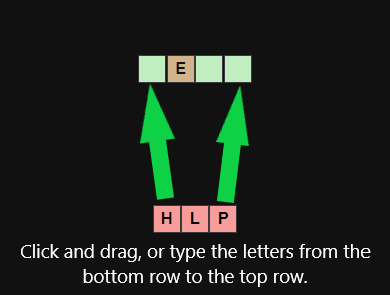 E
H L P
Click and drag, or type the letters from the
bottom row to the top row.